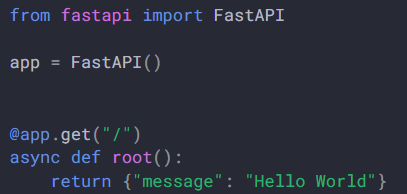 from fastapi import FastAPI
app = FastAPI()
@app.get("/")
async def root():
    return {"message": "Hello World"}